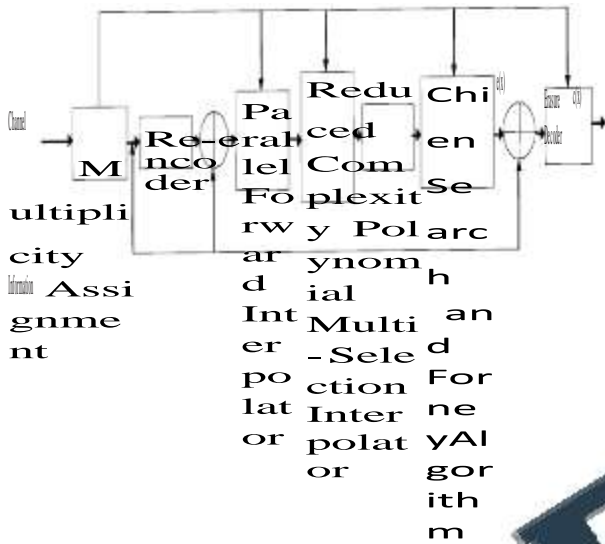 Channel
Information
M
ultipli
city
Assi
gnme
nt
Re-e
nco
der
Pa
ral
lel
Fo
rw
ar
d
Int
er
po
lat
or
Redu
ced
Com
plexit
y Pol
ynom
ial
Multi
-Sele
ction
Inter
polat
or
Chi
en
Se
arc
h
an
d
For
ne
yAl
gor
ith
m
Decoder